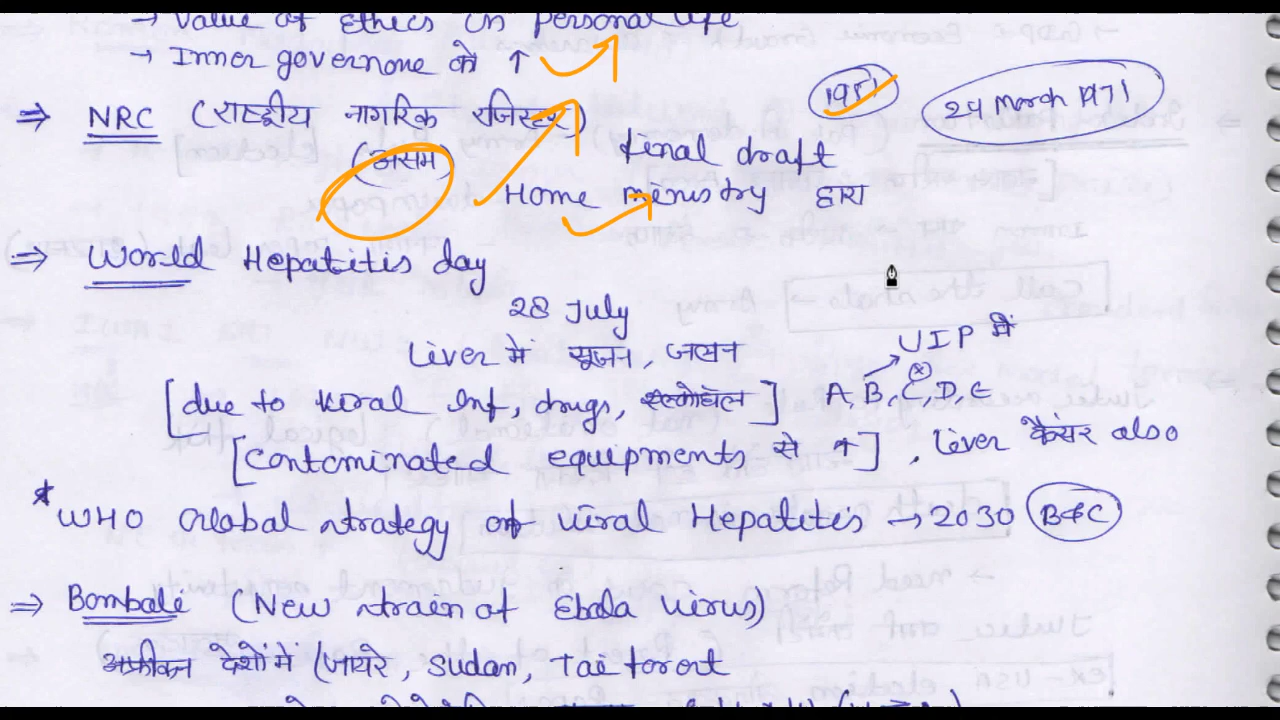 → Value of Ethics in personal life
→ Inner governone को ↑
⇒ NRC (राष्ट्रीय नागरिक रजिस्टर) 1951 24 March 1971
(असम) final draft
Home ministry द्वारा
⇒ World Hepatitis day
28 July
Liver में सूजन, जलन UIP में
[due to viral Inf, drugs, एल्कोहल] A, B, C, D, E
[contaminated equipments से ↑], liver कैंसर also
* WHO Global strategy of viral Hepatitis → 2030 B&C
⇒ Bombali (New strain of Ebola virus)
अफ्रीकन देशों में (जायरे, Sudan, Tai forest